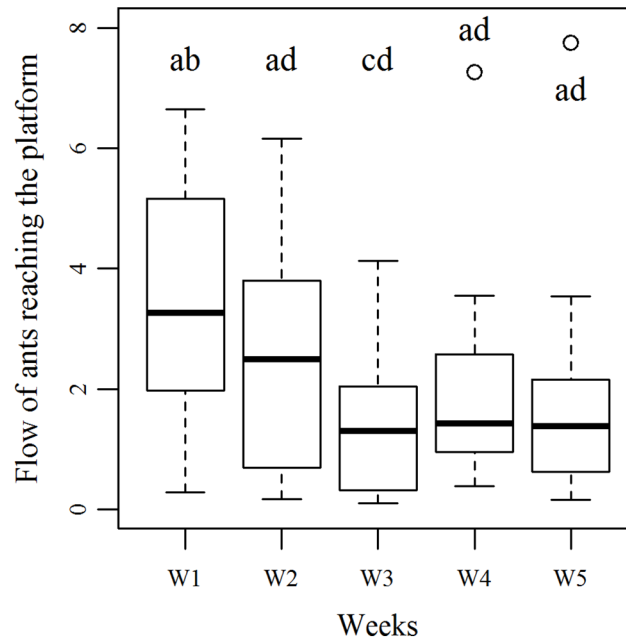 Flow of ants reaching the platform
8
6
4
2
0
ab
ad
cd
ad
ad
W1
W2
W3
W4
W5
Weeks